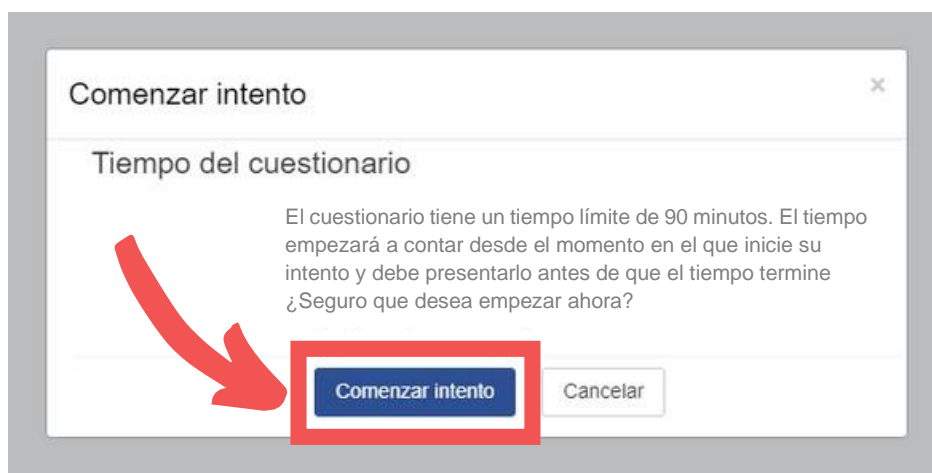 Comenzar intento
×
Tiempo del cuestionario
El cuestionario tiene un tiempo límite de 90 minutos. El tiempo
empezará a contar desde el momento en el que inicie su
intento y debe presentarlo antes de que el tiempo termine
¿Seguro que desea empezar ahora?
Comenzar intento Cancelar